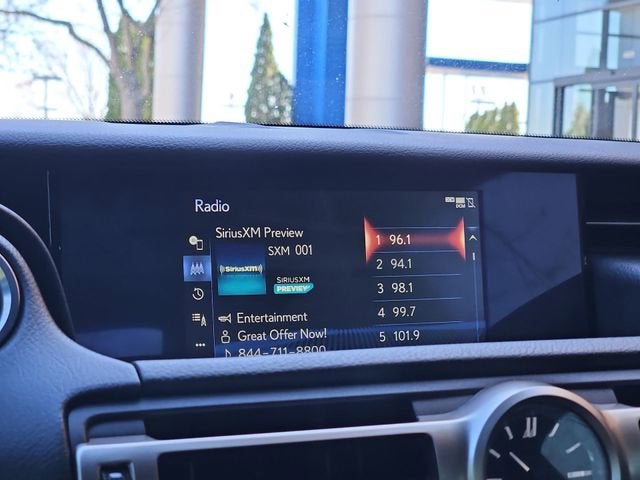 Radio
SiriusXM Preview
SXM 001
SiriusXM
SIRIUSXM
PREVIEW
Entertainment
Great Offer Now!
844-711-8800
1 96.1
2 94.1
3 98.1
4 99.7
5 101.9